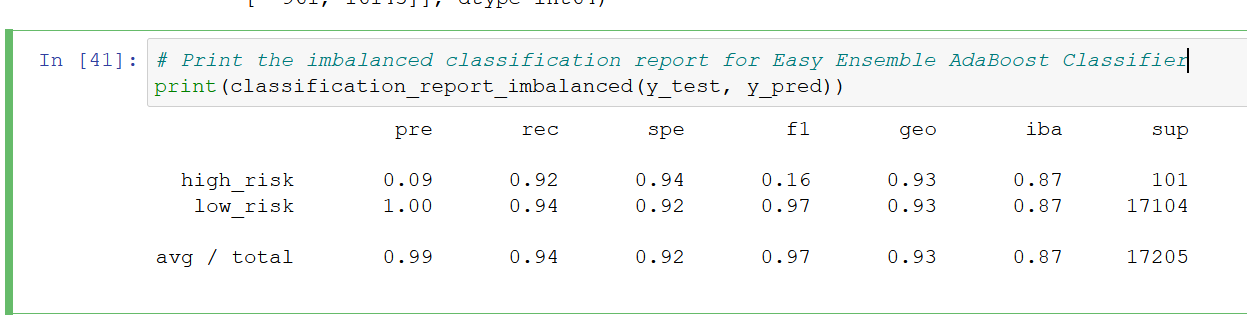 In [41]: # Print the imbalanced classification report for Easy Ensemble AdaBoost Classifier
print(classification_report_imbalanced(y_test, y_pred))
pre rec spe f1 geo iba sup
high_risk 0.09 0.92 0.94 0.16 0.93 0.87 101
low_risk 1.00 0.94 0.92 0.97 0.93 0.87 17104
avg / total 0.99 0.94 0.92 0.97 0.93 0.87 17205